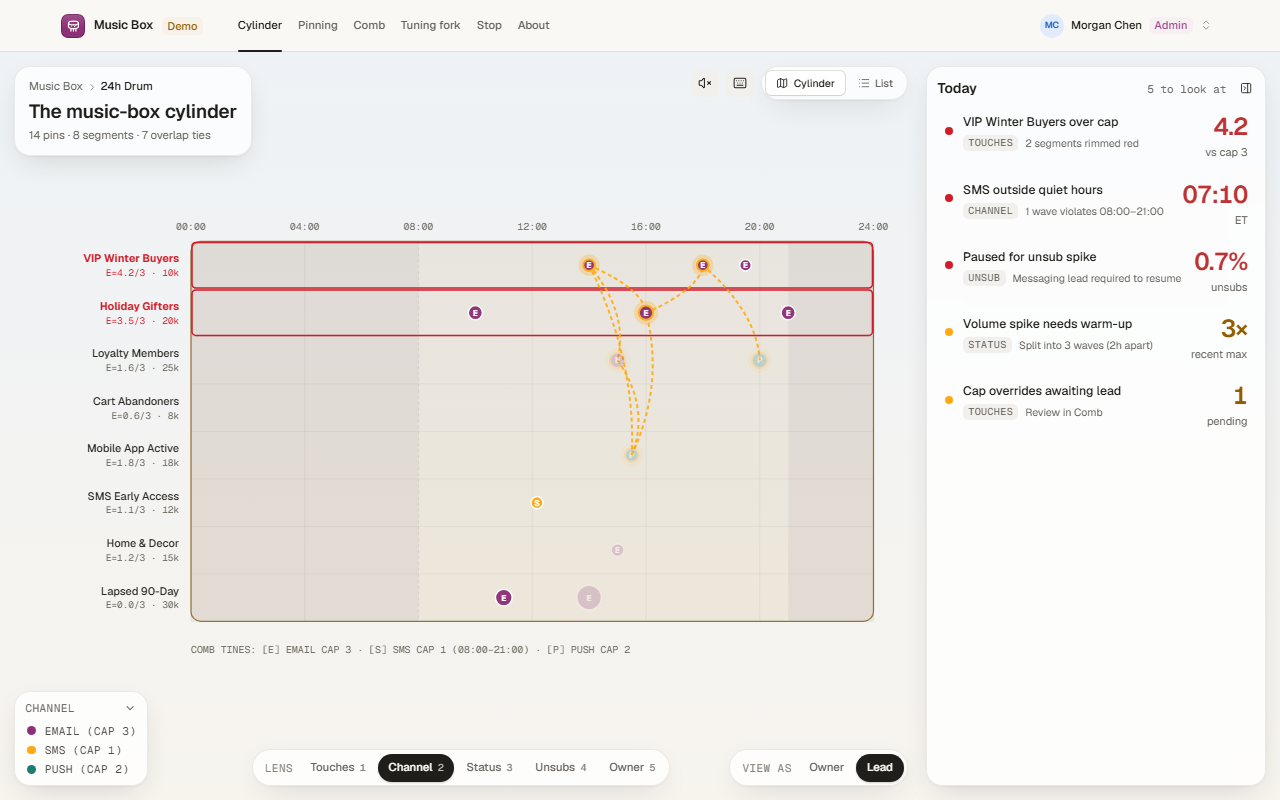 Music Box Demo Cylinder Pinning Comb Tuning fork Stop About MC Morgan Chen Admin
Music Box > 24h Drum
The music-box cylinder
14 pins · 8 segments · 7 overlap ties
Cylinder List
00:00 04:00 08:00 12:00 16:00 20:00 24:00
VIP Winter Buyers
E=4.2/3 · 10k
E E E
Holiday Gifters
E=3.5/3 · 20k
E E E
Loyalty Members
E=1.6/3 · 25k
Cart Abandoners
E=0.6/3 · 8k
Mobile App Active
E=1.8/3 · 18k
SMS Early Access
E=1.1/3 · 12k
S
Home & Decor
E=1.2/3 · 15k
E
Lapsed 90-Day
E=0.0/3 · 30k
E E
COMB TINES: [E] EMAIL CAP 3 · [S] SMS CAP 1 (08:00–21:00) · [P] PUSH CAP 2
CHANNEL
EMAIL (CAP 3)
SMS (CAP 1)
PUSH (CAP 2)
LENS Touches 1 Channel 2 Status 3 Unsubs 4 Owner 5
VIEW AS Owner Lead
Today 5 to look at
VIP Winter Buyers over cap 4.2
TOUCHES 2 segments rimmed red vs cap 3
SMS outside quiet hours 07:10
CHANNEL 1 wave violates 08:00–21:00 ET
Paused for unsub spike 0.7%
UNSUB Messaging lead required to resume unsubs
Volume spike needs warm-up 3×
STATUS Split into 3 waves (2h apart) recent max
Cap overrides awaiting lead 1
TOUCHES Review in Comb pending